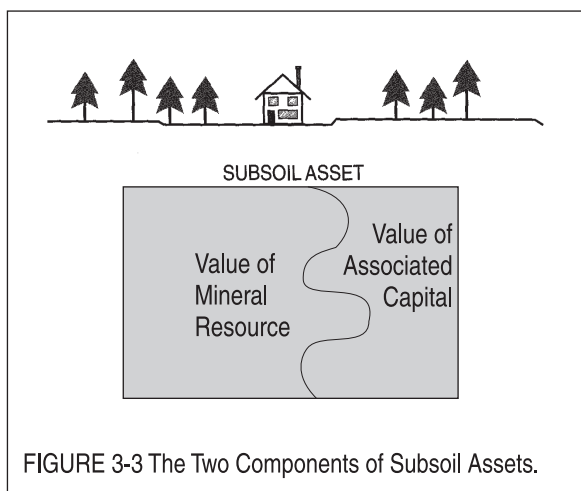 SUBSOIL ASSET
Value of
Mineral
Resource
Value of
Associated
Capital
FIGURE 3-3 The Two Components of Subsoil Assets.